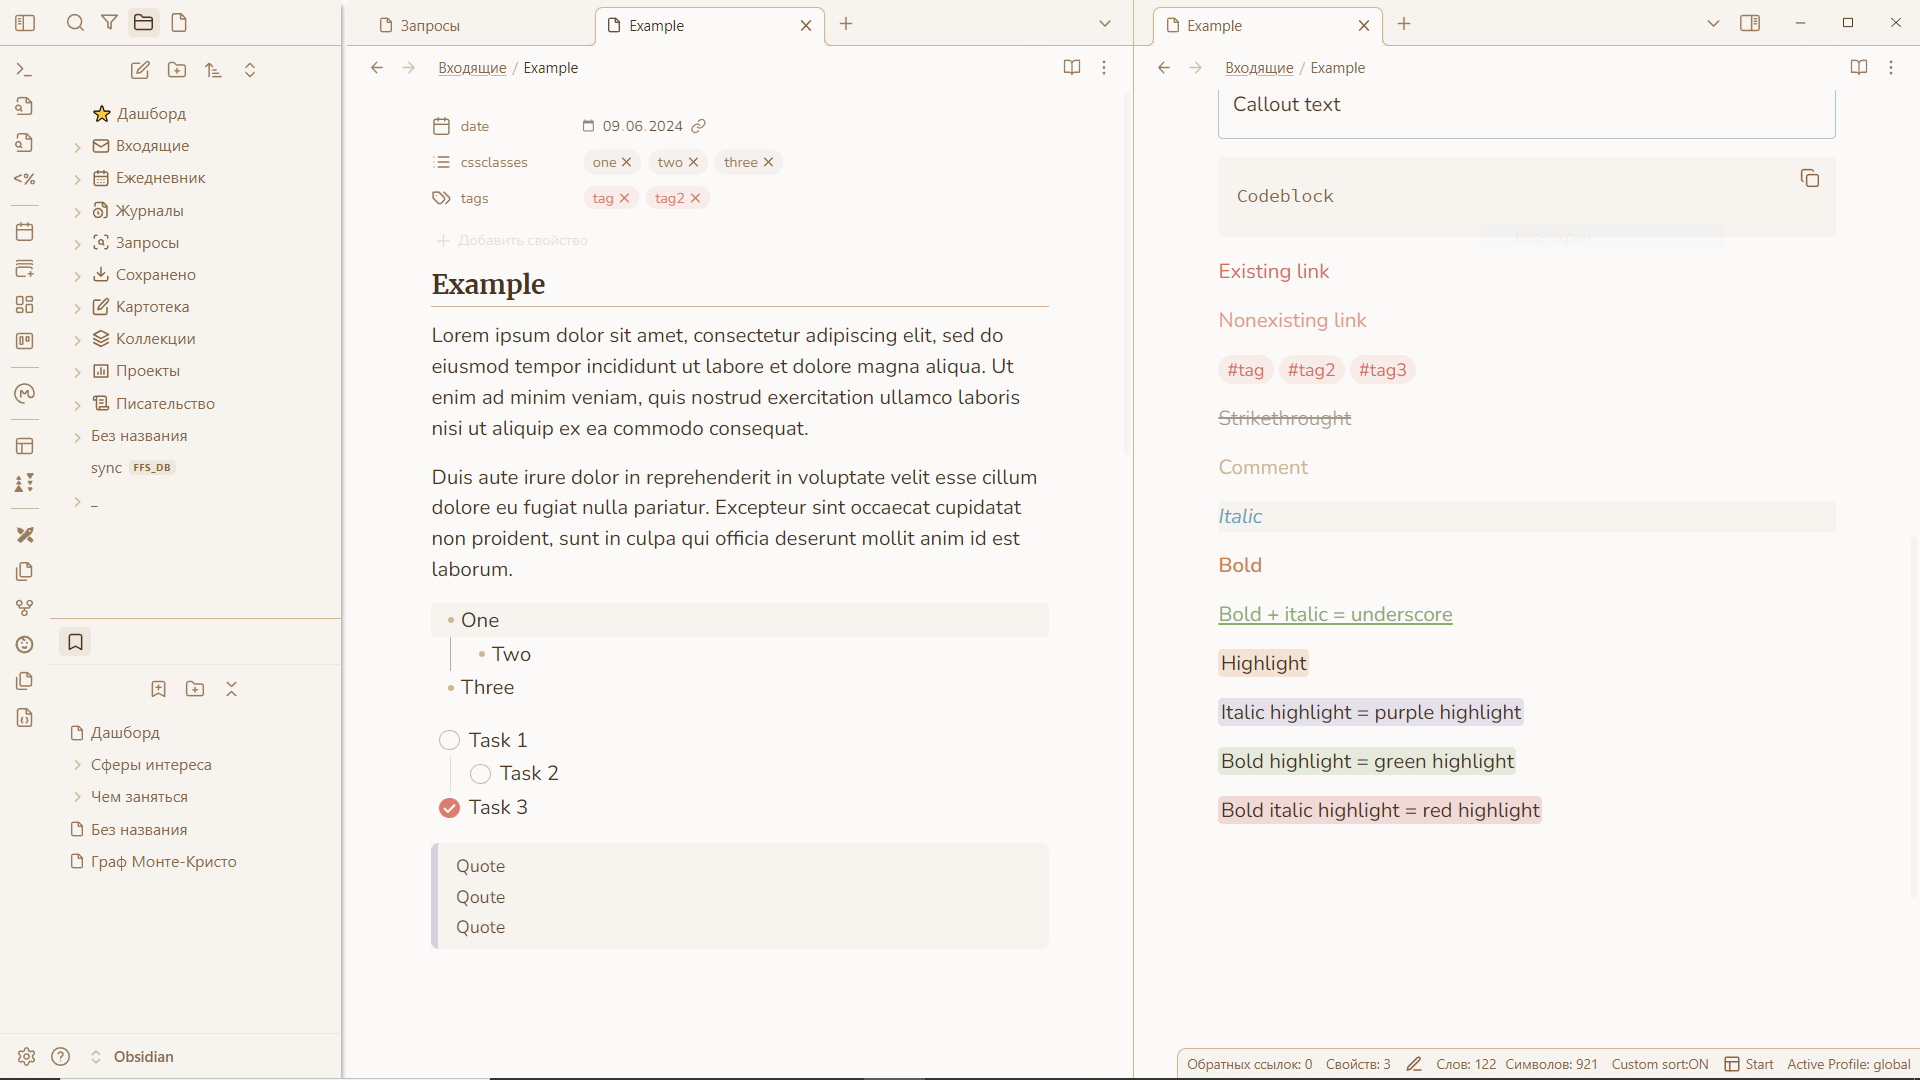 Запросы
Example
Example
Входящие / Example
Входящие / Example
Дашборд
Входящие
Ежедневник
Журналы
Запросы
Сохранено
Картотека
Коллекции
Проекты
Писательство
Без названия
sync FFS_DB
_
Дашборд
Сферы интереса
Чем заняться
Без названия
Граф Монте-Кристо
Obsidian
date 09.06.2024
cssclasses one two three
tags tag tag2
Добавить свойство
Example
Lorem ipsum dolor sit amet, consectetur adipiscing elit, sed do
eiusmod tempor incididunt ut labore et dolore magna aliqua. Ut
enim ad minim veniam, quis nostrud exercitation ullamco laboris
nisi ut aliquip ex ea commodo consequat.
Duis aute irure dolor in reprehenderit in voluptate velit esse cillum
dolore eu fugiat nulla pariatur. Excepteur sint occaecat cupidatat
non proident, sunt in culpa qui officia deserunt mollit anim id est
laborum.
One
Two
Three
Task 1
Task 2
Task 3
Quote
Qoute
Quote
Callout text
Codeblock
Весь экран
Existing link
Nonexisting link
#tag #tag2 #tag3
Strikethrought
Comment
Italic
Bold
Bold + italic = underscore
Highlight
Italic highlight = purple highlight
Bold highlight = green highlight
Bold italic highlight = red highlight
Обратных ссылок: 0 Свойств: 3 Слов: 122 Символов: 921 Custom sort:ON Start Active Profile: global